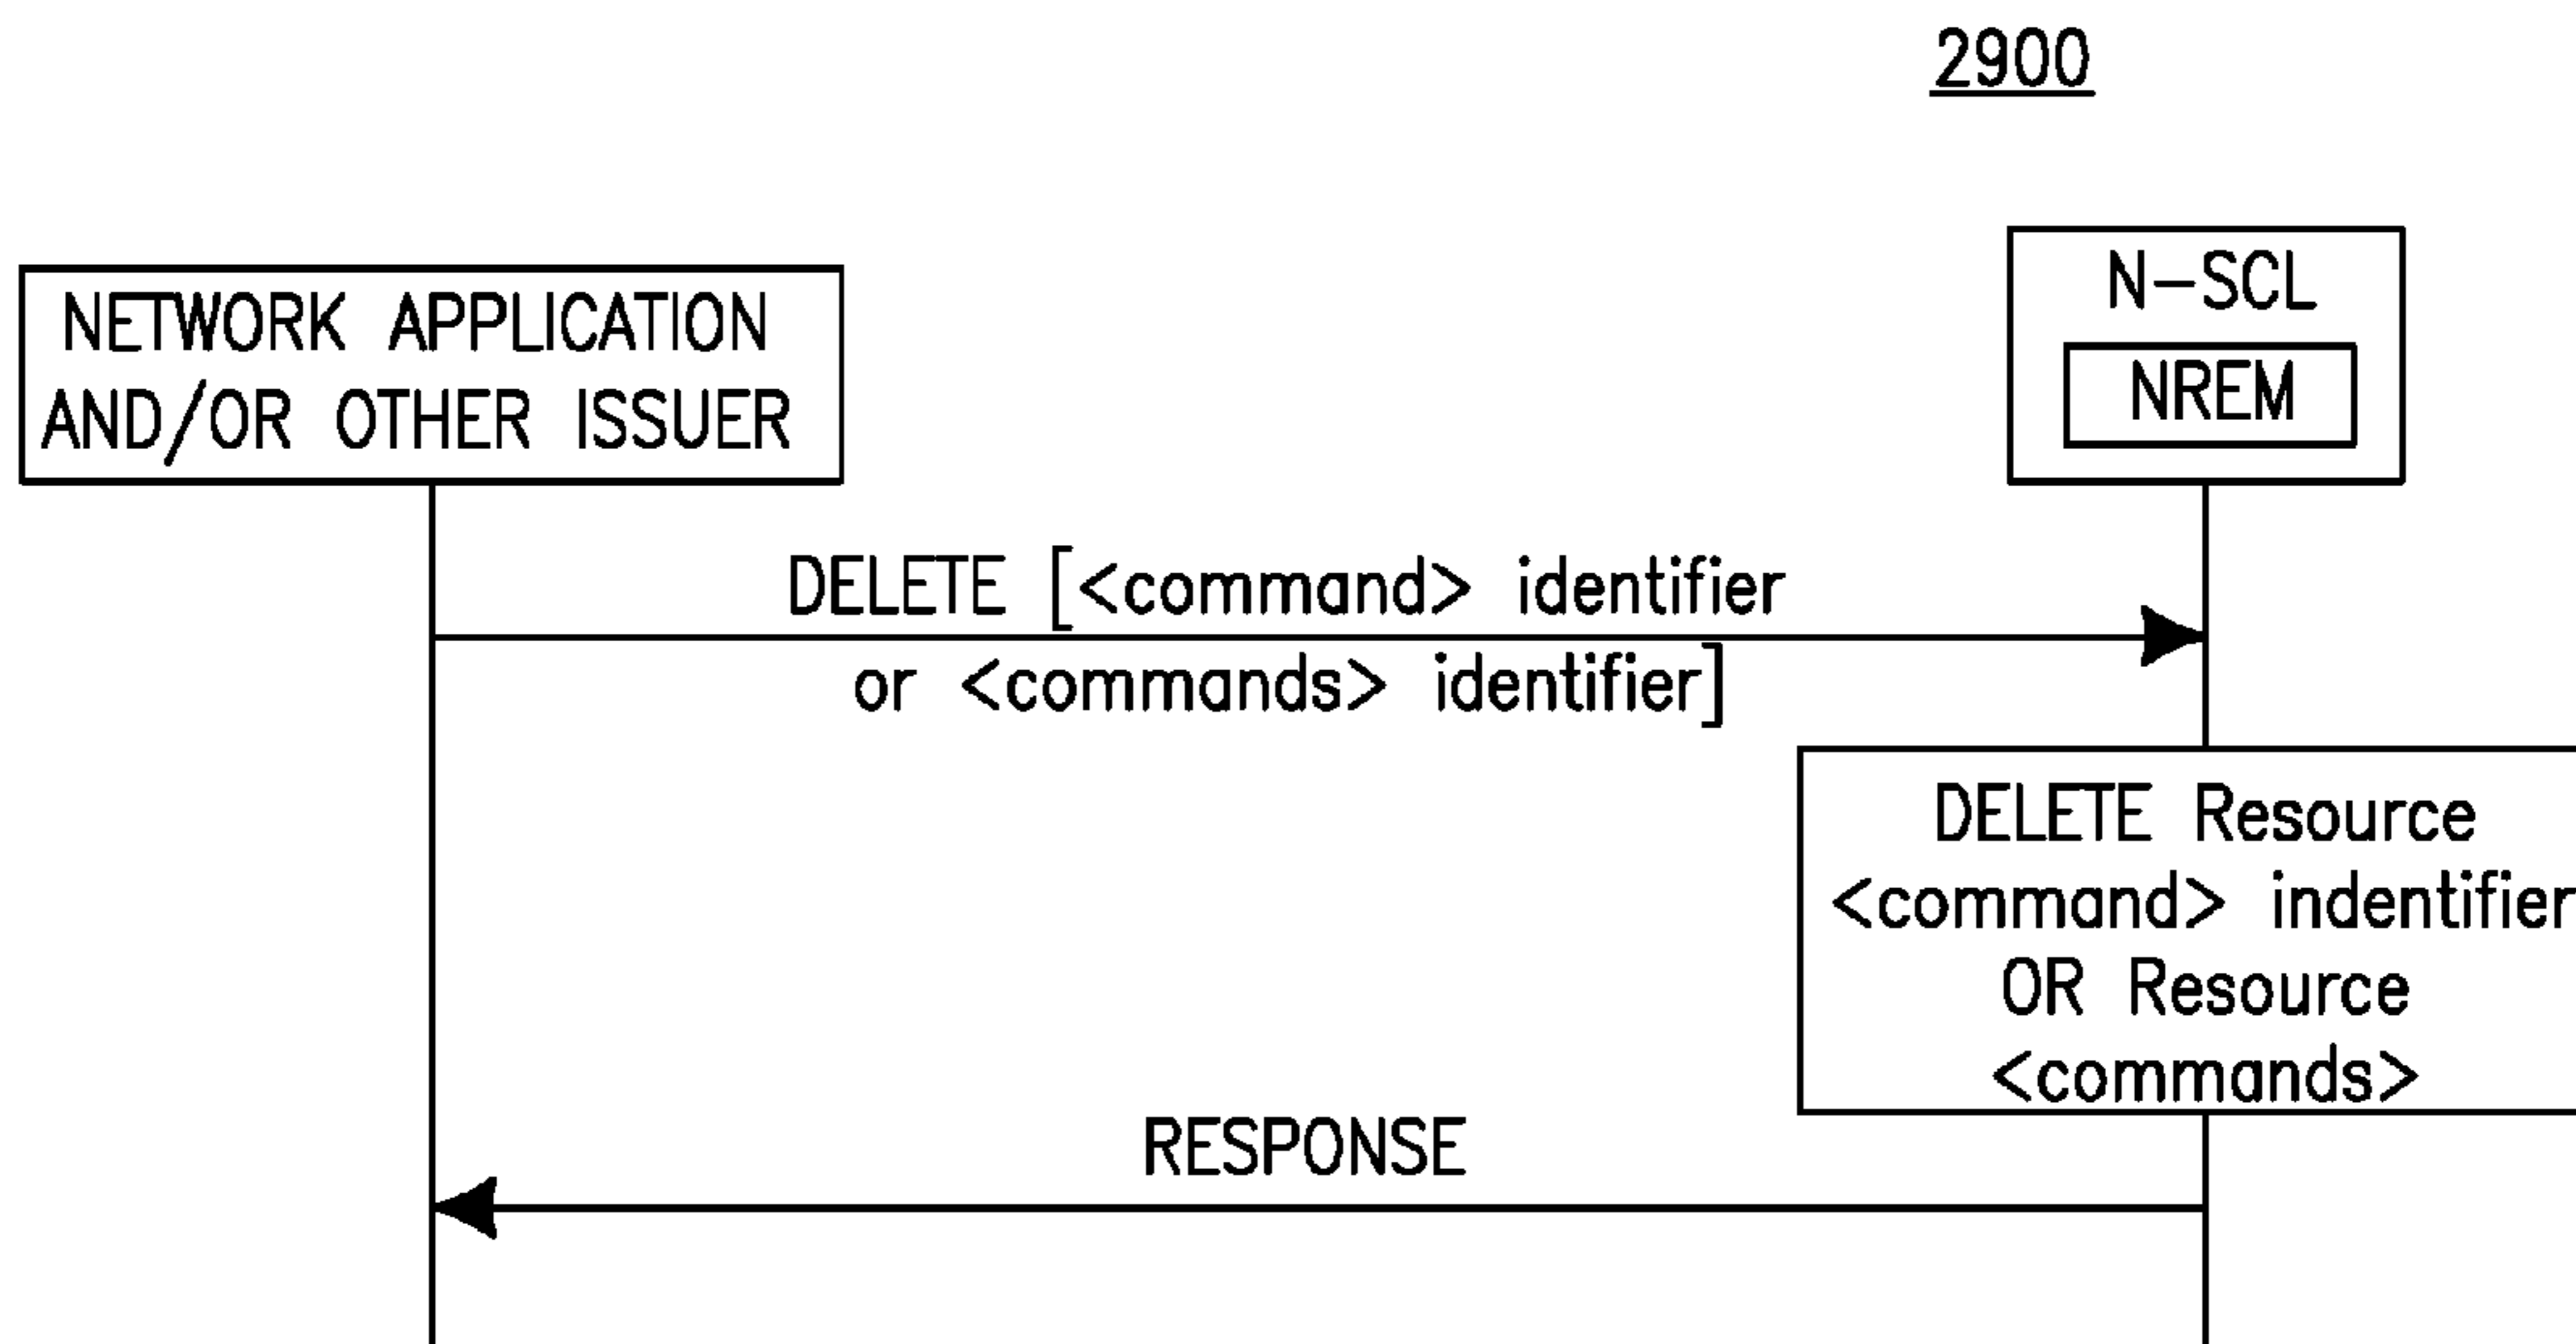 2900
NETWORK APPLICATION
AND/OR OTHER ISSUER
N-SCL
NREM
DELETE [<command> identifier
or <commands> identifier]
DELETE Resource
<command> indentifier
OR Resource
<commands>
RESPONSE